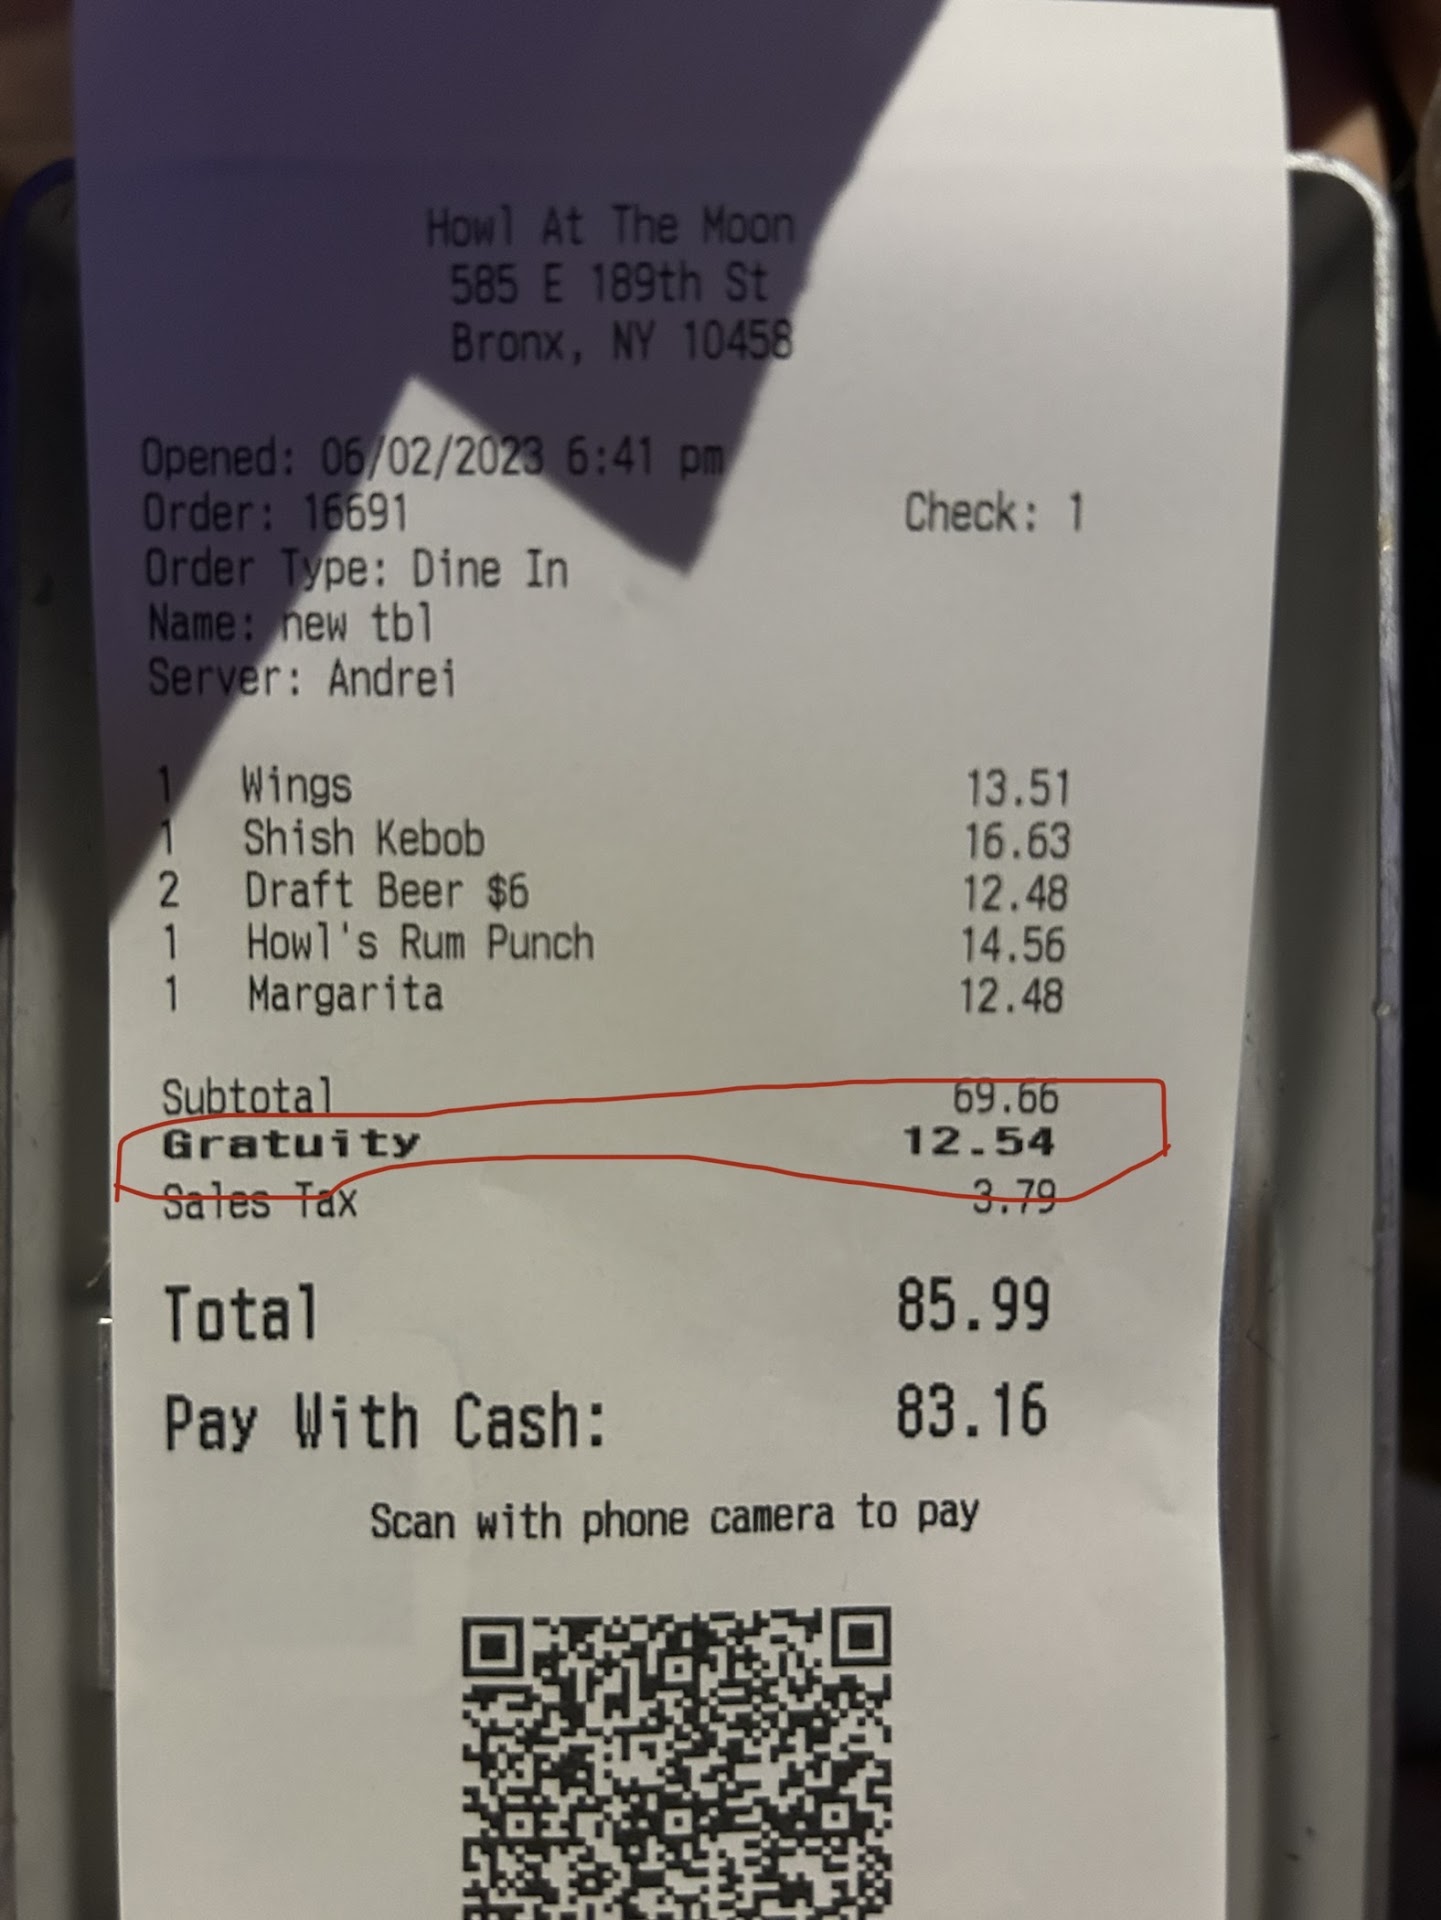 Howl At The Moon
585 E 189th St
Bronx, NY 10458
Opened: 06/02/2023 6:41 pm
Order: 16691 Check: 1
Order Type: Dine In
Name: new tbl
Server: Andrei
1 Wings 13.51
1 Shish Kebob 16.63
2 Draft Beer $6 12.48
1 Howl's Rum Punch 14.56
1 Margarita 12.48
Subtotal 69.66
Gratuity 12.54
Sales Tax 3.79
Total 85.99
Pay With Cash: 83.16
Scan with phone camera to pay